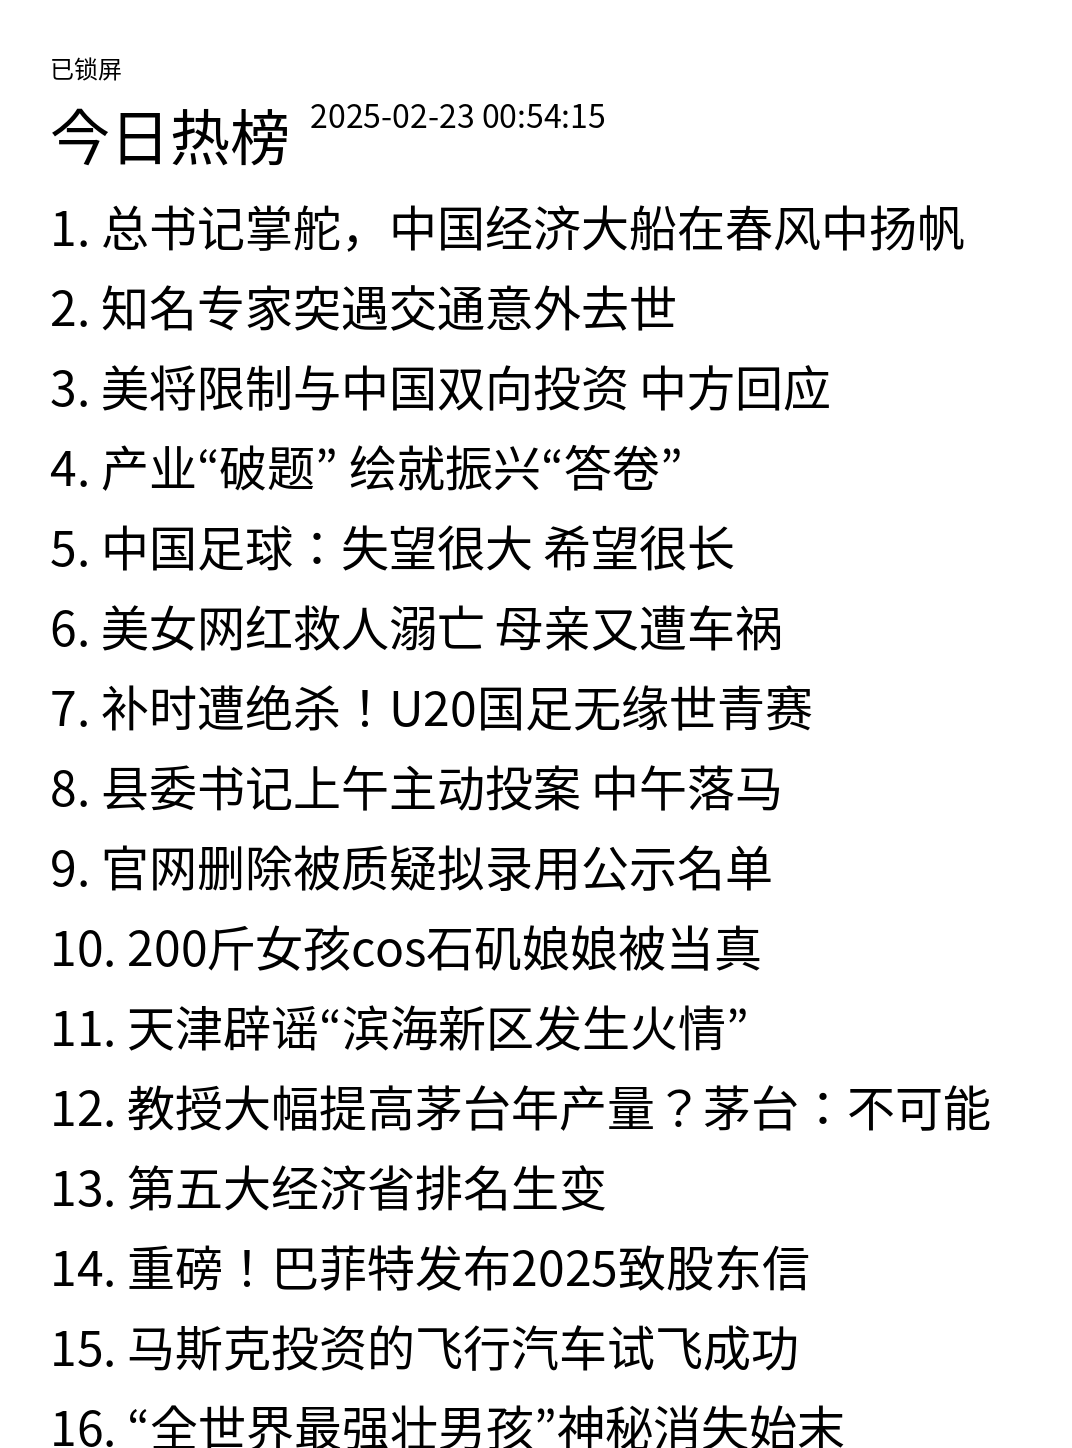 已锁屏
今日热榜 2025-02-23 00:54:15
1. 总书记掌舵，中国经济大船在春风中扬帆
2. 知名专家突遇交通意外去世
3. 美将限制与中国双向投资 中方回应
4. 产业“破题” 绘就振兴“答卷”
5. 中国足球：失望很大 希望很长
6. 美女网红救人溺亡 母亲又遭车祸
7. 补时遭绝杀！U20国足无缘世青赛
8. 县委书记上午主动投案 中午落马
9. 官网删除被质疑拟录用公示名单
10. 200斤女孩cos石矶娘娘被当真
11. 天津辟谣“滨海新区发生火情”
12. 教授大幅提高茅台年产量？茅台：不可能
13. 第五大经济省排名生变
14. 重磅！巴菲特发布2025致股东信
15. 马斯克投资的飞行汽车试飞成功
16. “全世界最强壮男孩”神秘消失始末